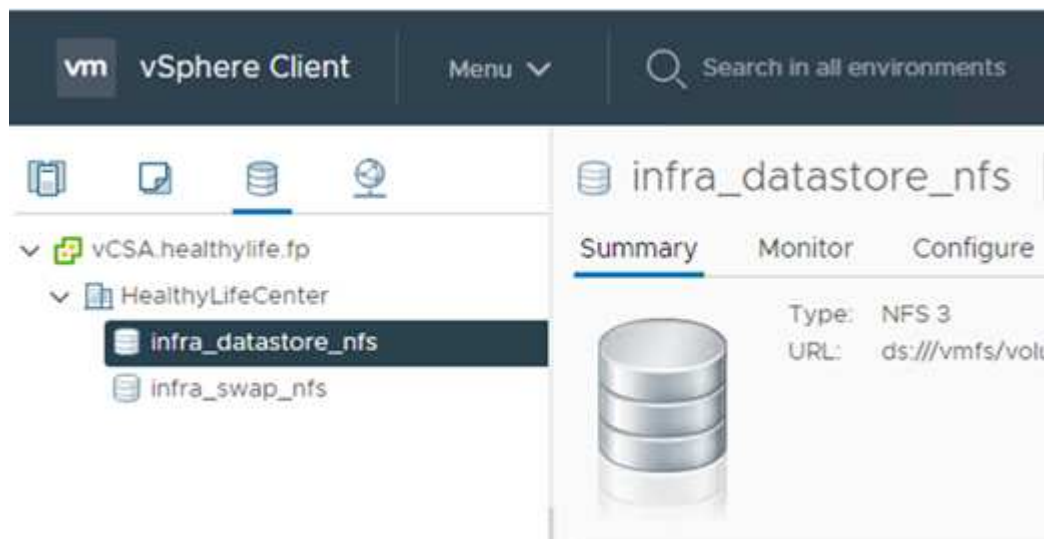 vm vSphere Client Menu Search in all environments
infra_datastore_nfs
Summary Monitor Configure
vCSA.healthylife.fp
HealthyLifeCenter
infra_datastore_nfs
infra_swap_nfs
Type: NFS 3
URL: ds:///vmfs/volu